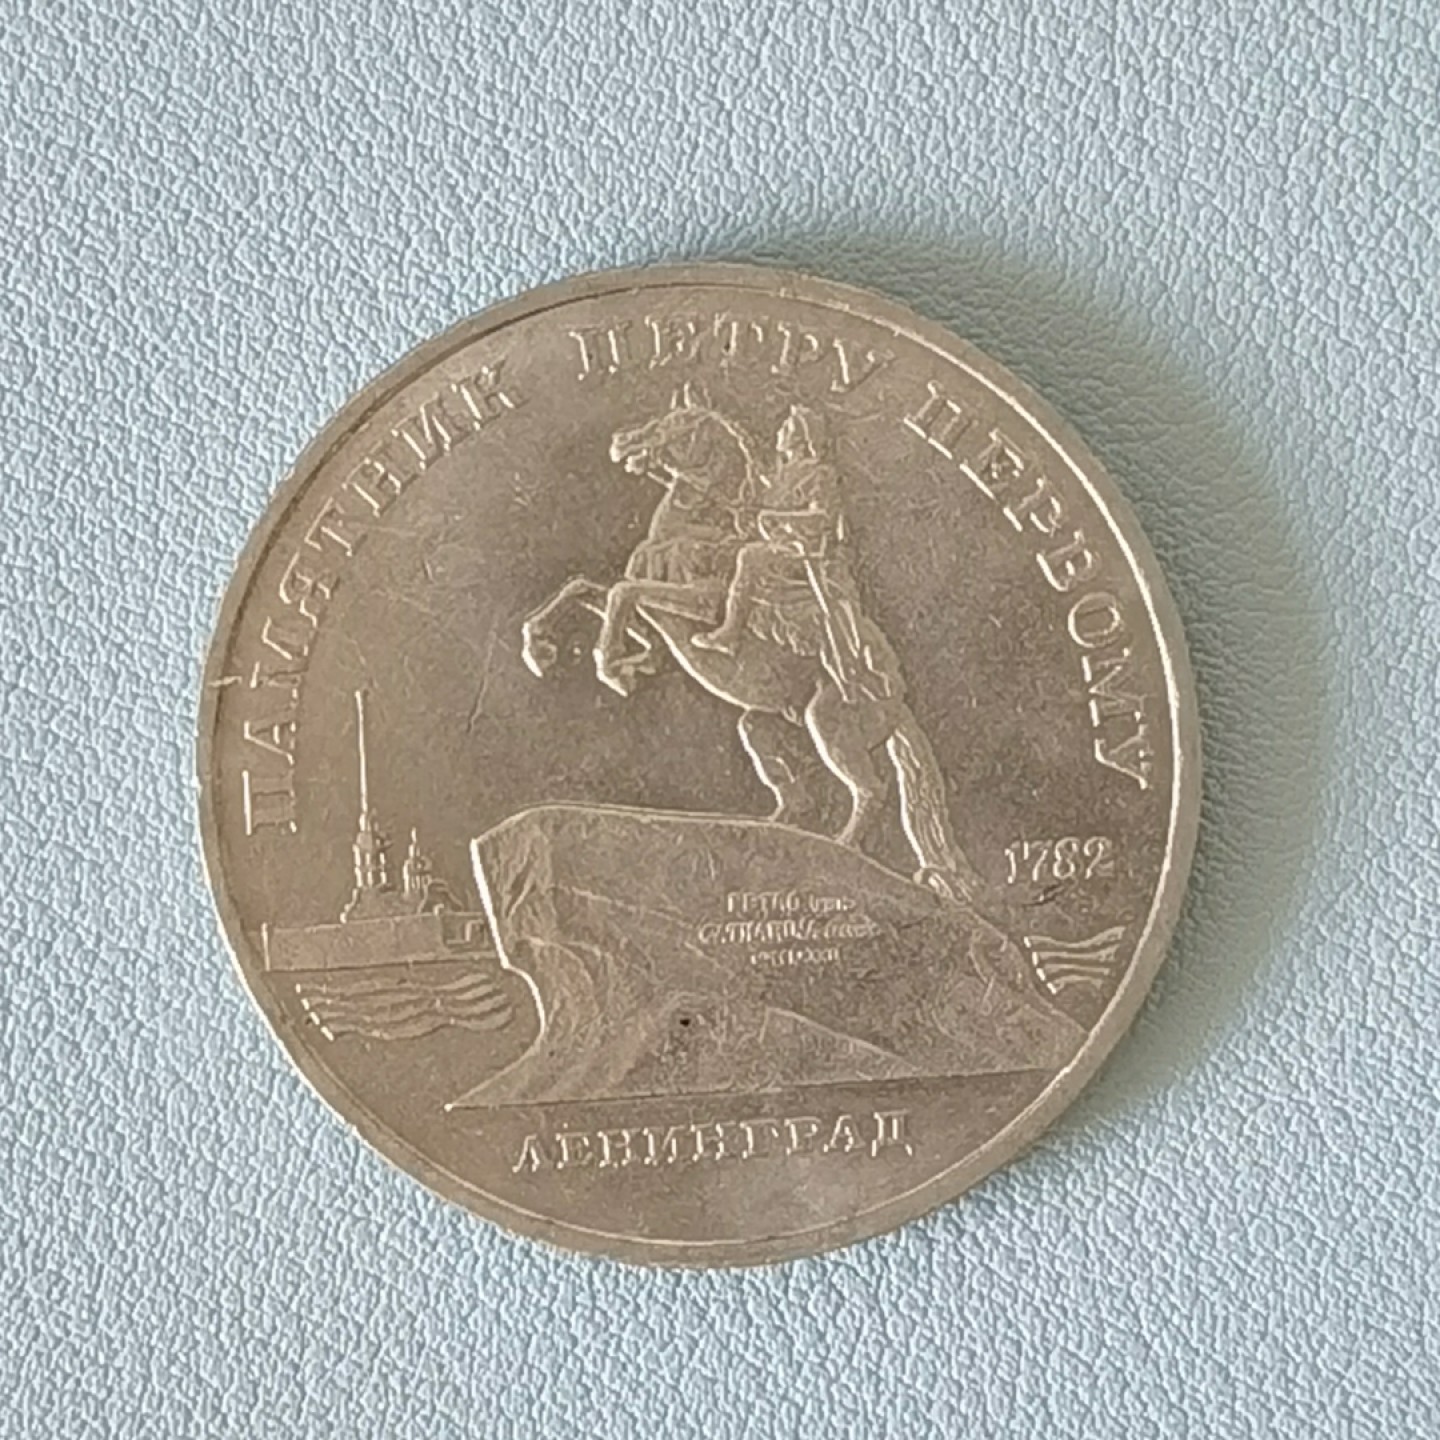 ПАМЯТНИК ПЕТРУ ПЕРВОМУ
1782
ЛЕНИНГРАД